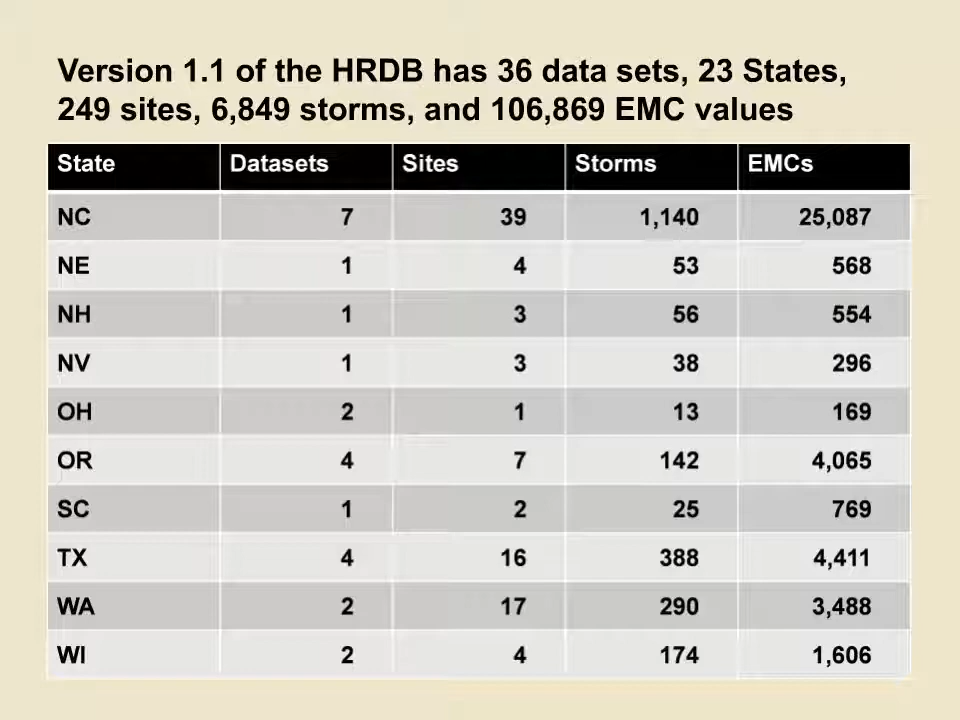 Version 1.1 of the HRDB has 36 data sets, 23 States,
249 sites, 6,849 storms, and 106,869 EMC values
State Datasets Sites Storms EMCs
NC 7 39 1,140 25,087
NE 1 4 53 568
NH 1 3 56 554
NV 1 3 38 296
OH 2 1 13 169
OR 4 7 142 4,065
SC 1 2 25 769
TX 4 16 388 4,411
WA 2 17 290 3,488
WI 2 4 174 1,606